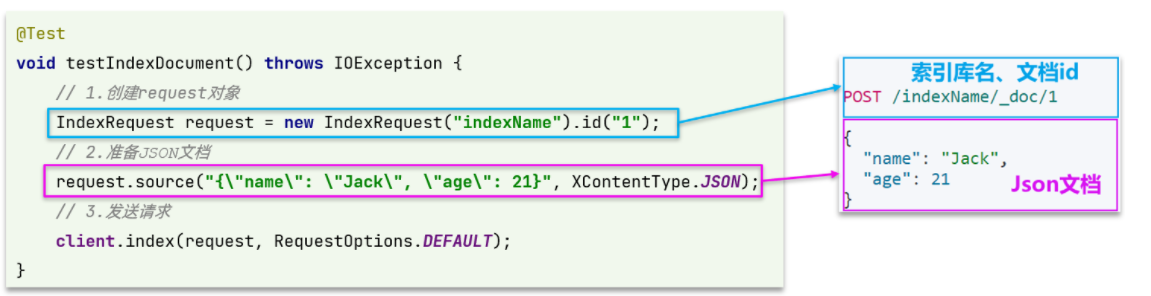 @Test
void testIndexDocument() throws IOException {
// 1.创建request对象
IndexRequest request = new IndexRequest("indexName").id("1");
// 2.准备JSON文档
request.source("{\"name\": \"Jack\", \"age\": 21}", XContentType.JSON);
// 3.发送请求
client.index(request, RequestOptions.DEFAULT);
}
索引库名、文档id
POST /indexName/_doc/1
{
"name": "Jack",
"age": 21
Json文档
}